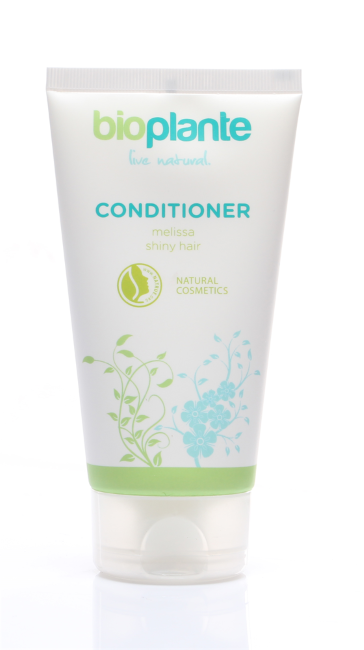 bioplante
live natural
CONDITIONER
melissa
shiny hair
NATURAL
COSMETICS